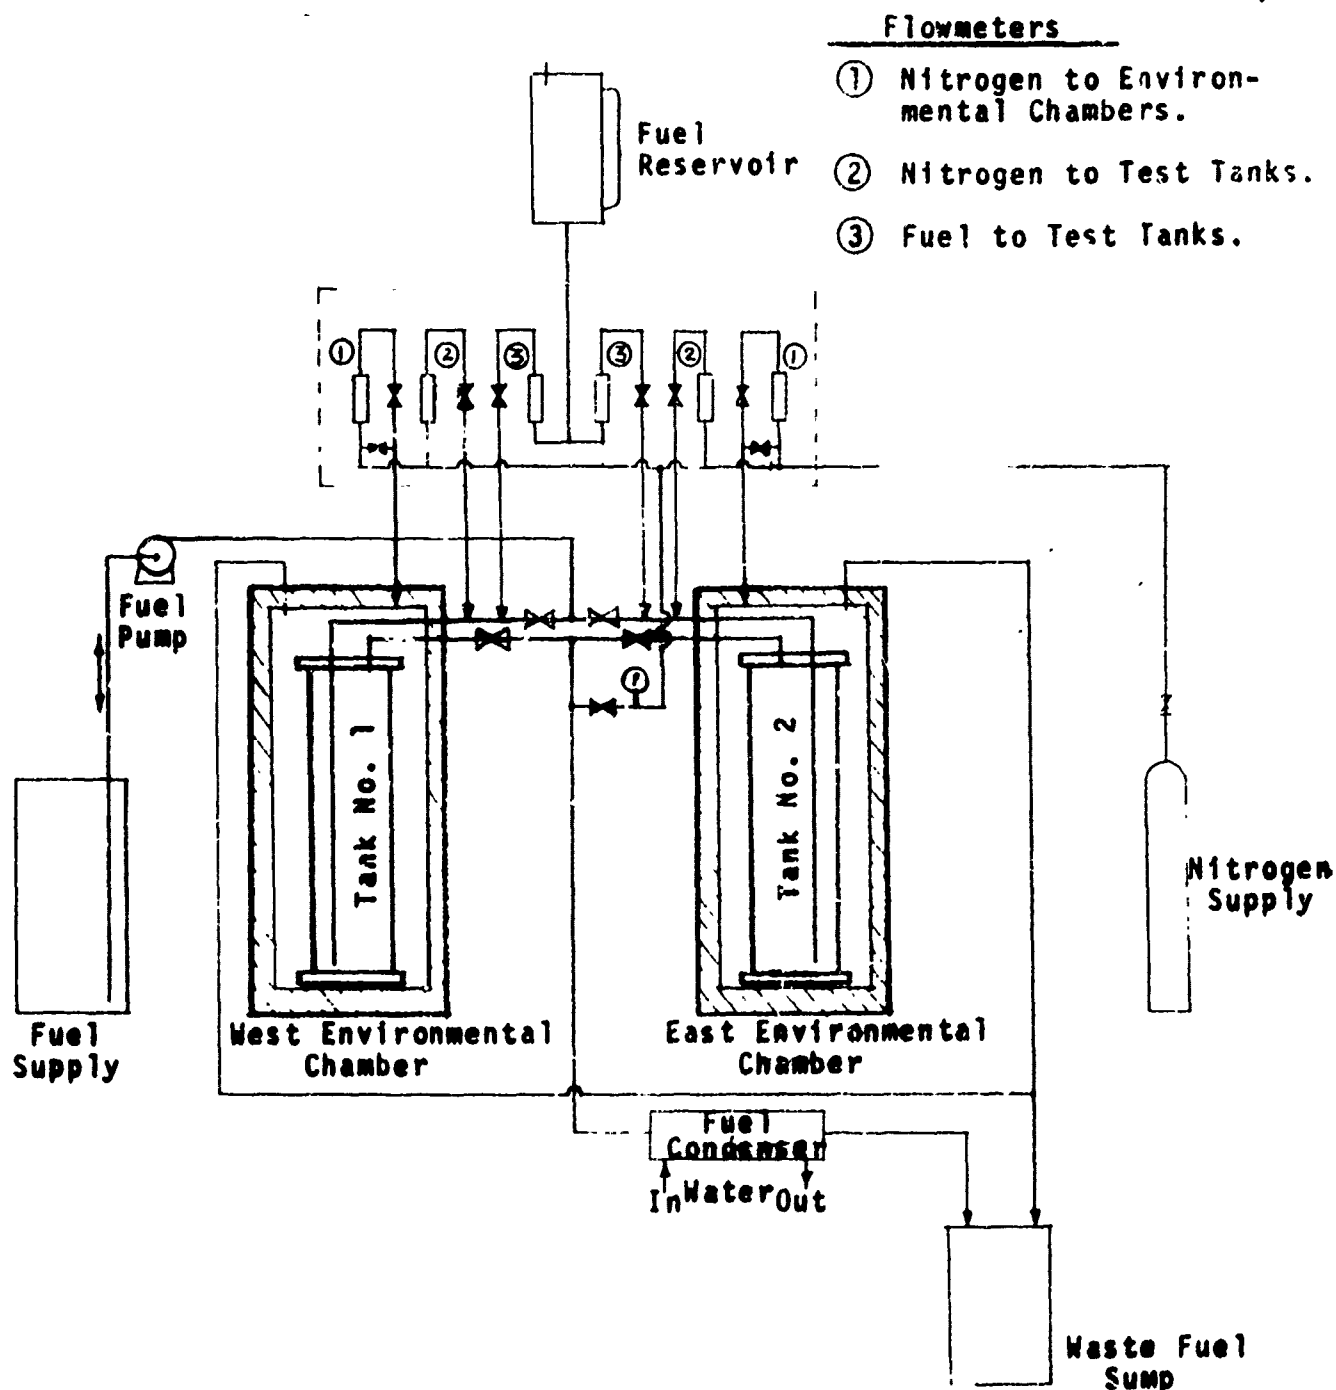 Flowmeters
① Nitrogen to Environ-
mental Chambers.
② Nitrogen to Test Tanks.
③ Fuel to Test Tanks.
Fuel
Reservoir
① ② ③ ③ ② ①
Fuel
Pump
P
Tank No. 1
Tank No. 2
Nitrogen
Supply
Fuel
Supply
West Environmental
Chamber
East Environmental
Chamber
Fuel
Condenser
In Water Out
Waste Fuel
Sump